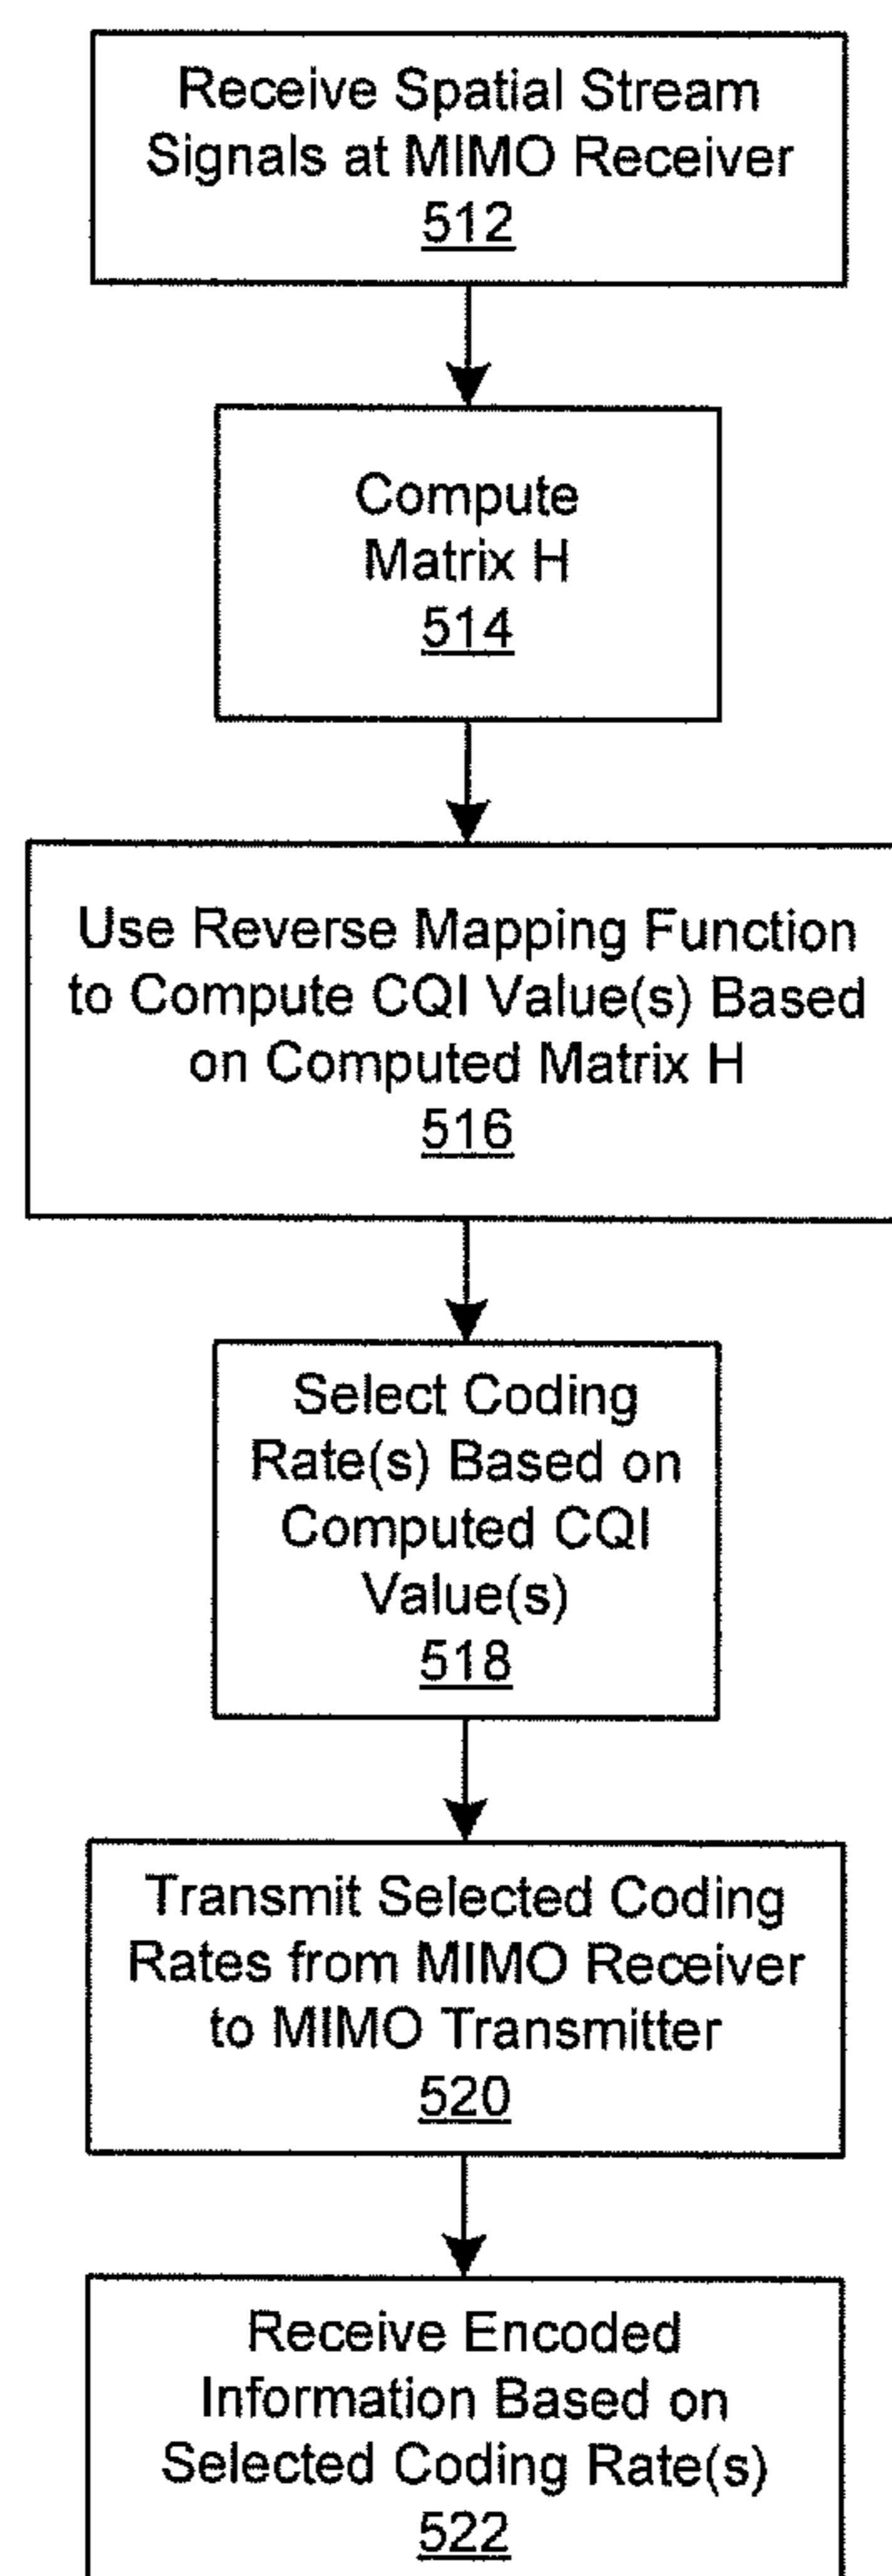 Receive Spatial Stream
Signals at MIMO Receiver
512
Compute
Matrix H
514
Use Reverse Mapping Function
to Compute CQI Value(s) Based
on Computed Matrix H
516
Select Coding
Rate(s) Based on
Computed CQI
Value(s)
518
Transmit Selected Coding
Rates from MIMO Receiver
to MIMO Transmitter
520
Receive Encoded
Information Based on
Selected Coding Rate(s)
522